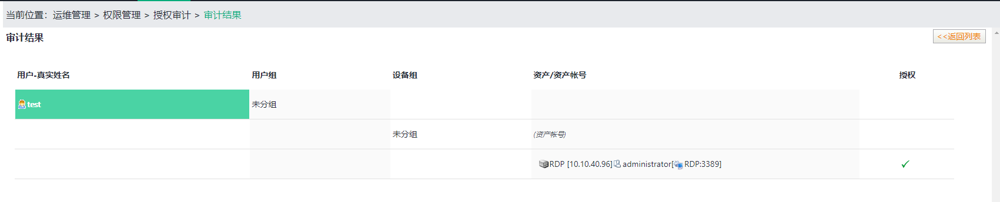 当前位置：运维管理 > 权限管理 > 授权审计 > 审计结果
审计结果
<<返回列表
用户-真实姓名 用户组 设备组 资产/资产帐号 授权
test 未分组
未分组 (资产帐号)
RDP [10.10.40.96] administrator[RDP:3389]